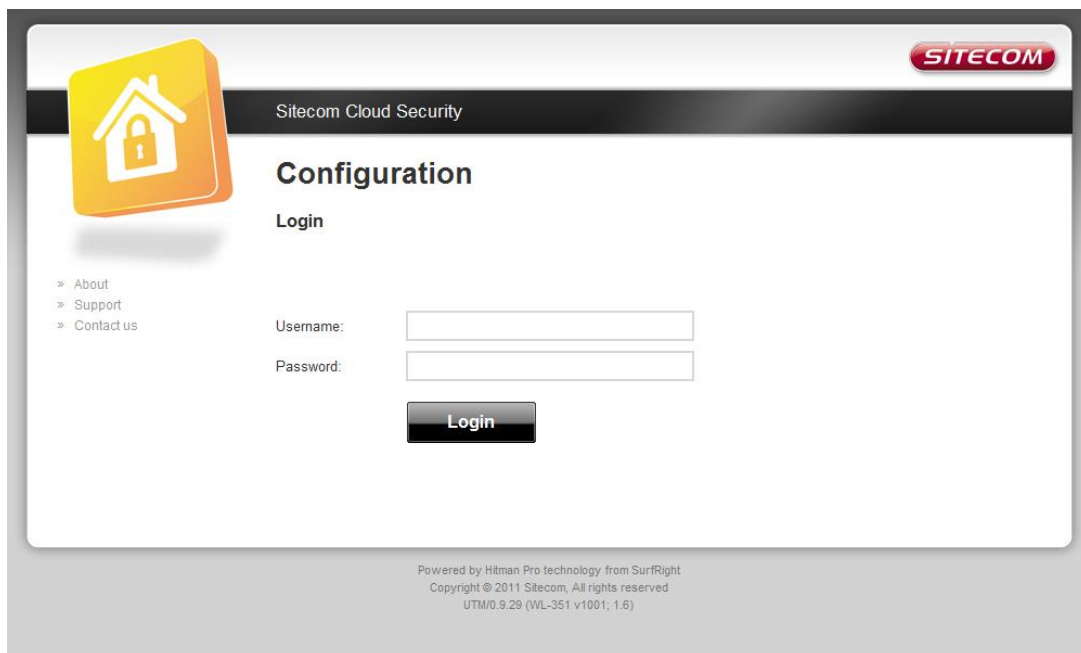 SITECOM
Sitecom Cloud Security
Configuration
Login
» About
» Support
» Contact us
Username:
Password:
Login
Powered by Hitman Pro technology from SurfRight
Copyright © 2011 Sitecom, All rights reserved
UTM/0.9.29 (WL-351 v1001; 1.6)